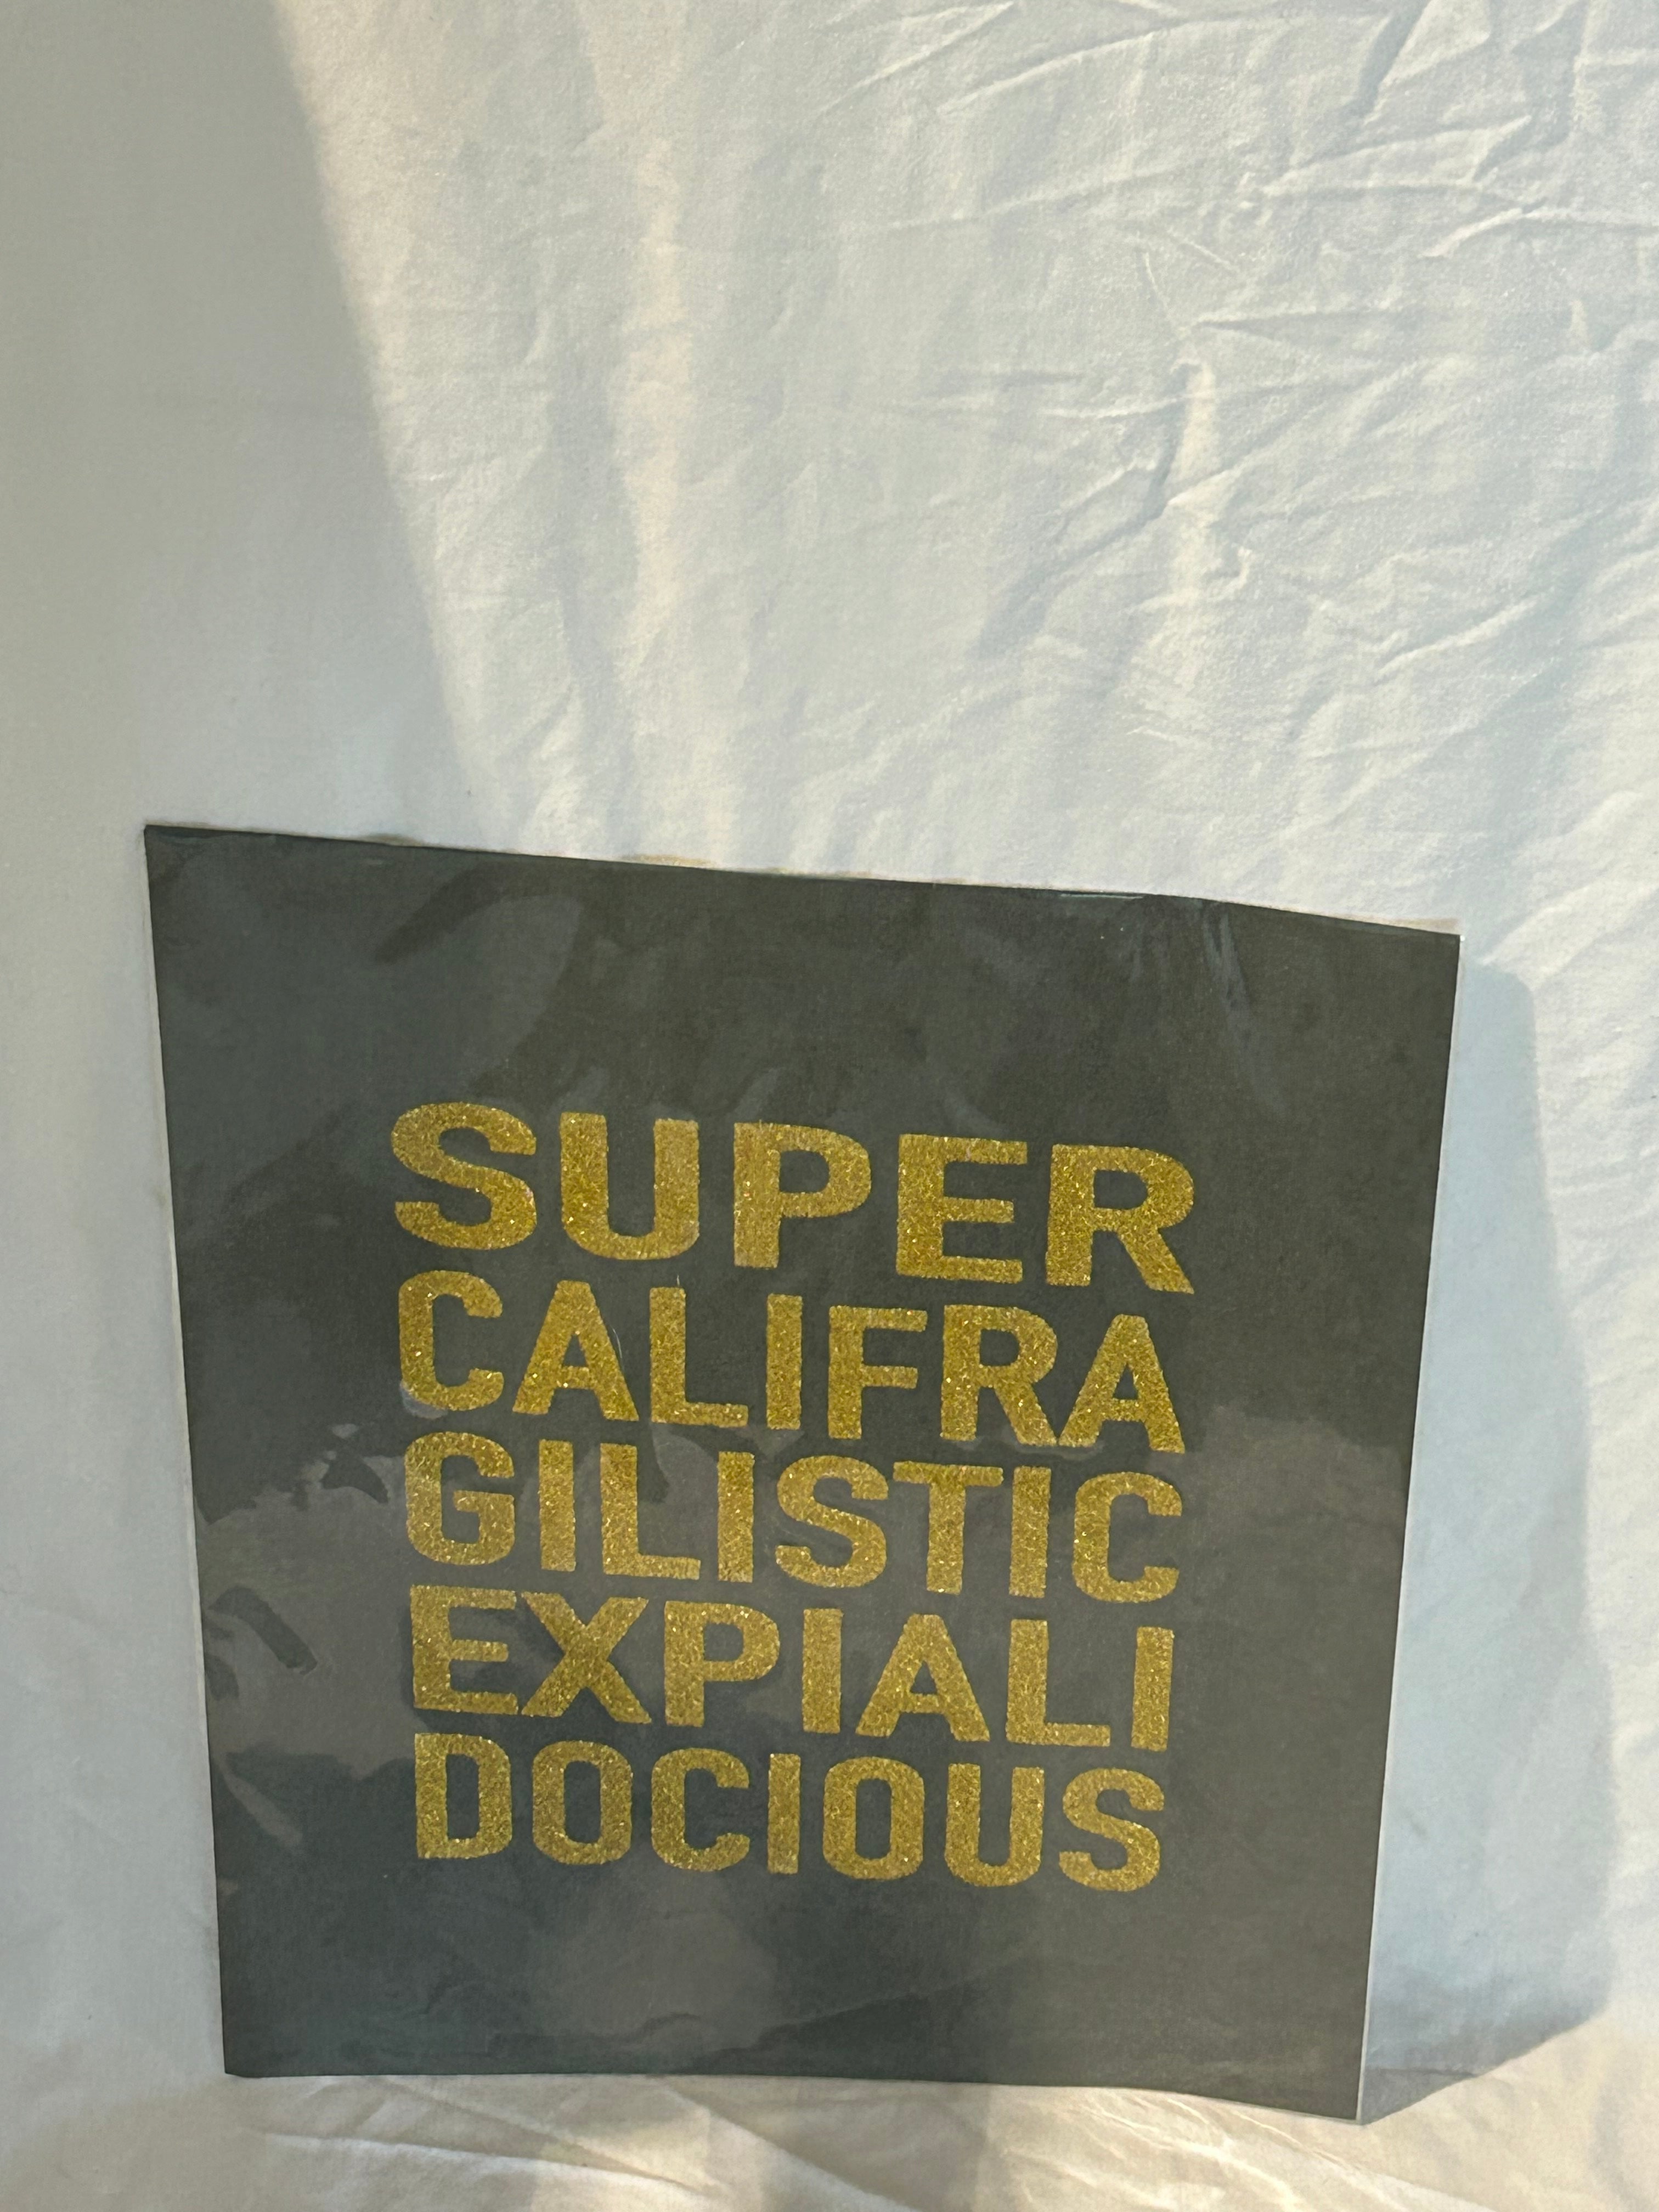 SUPER
CALIFRA
GILISTIC
EXPIALI
DOCIOUS